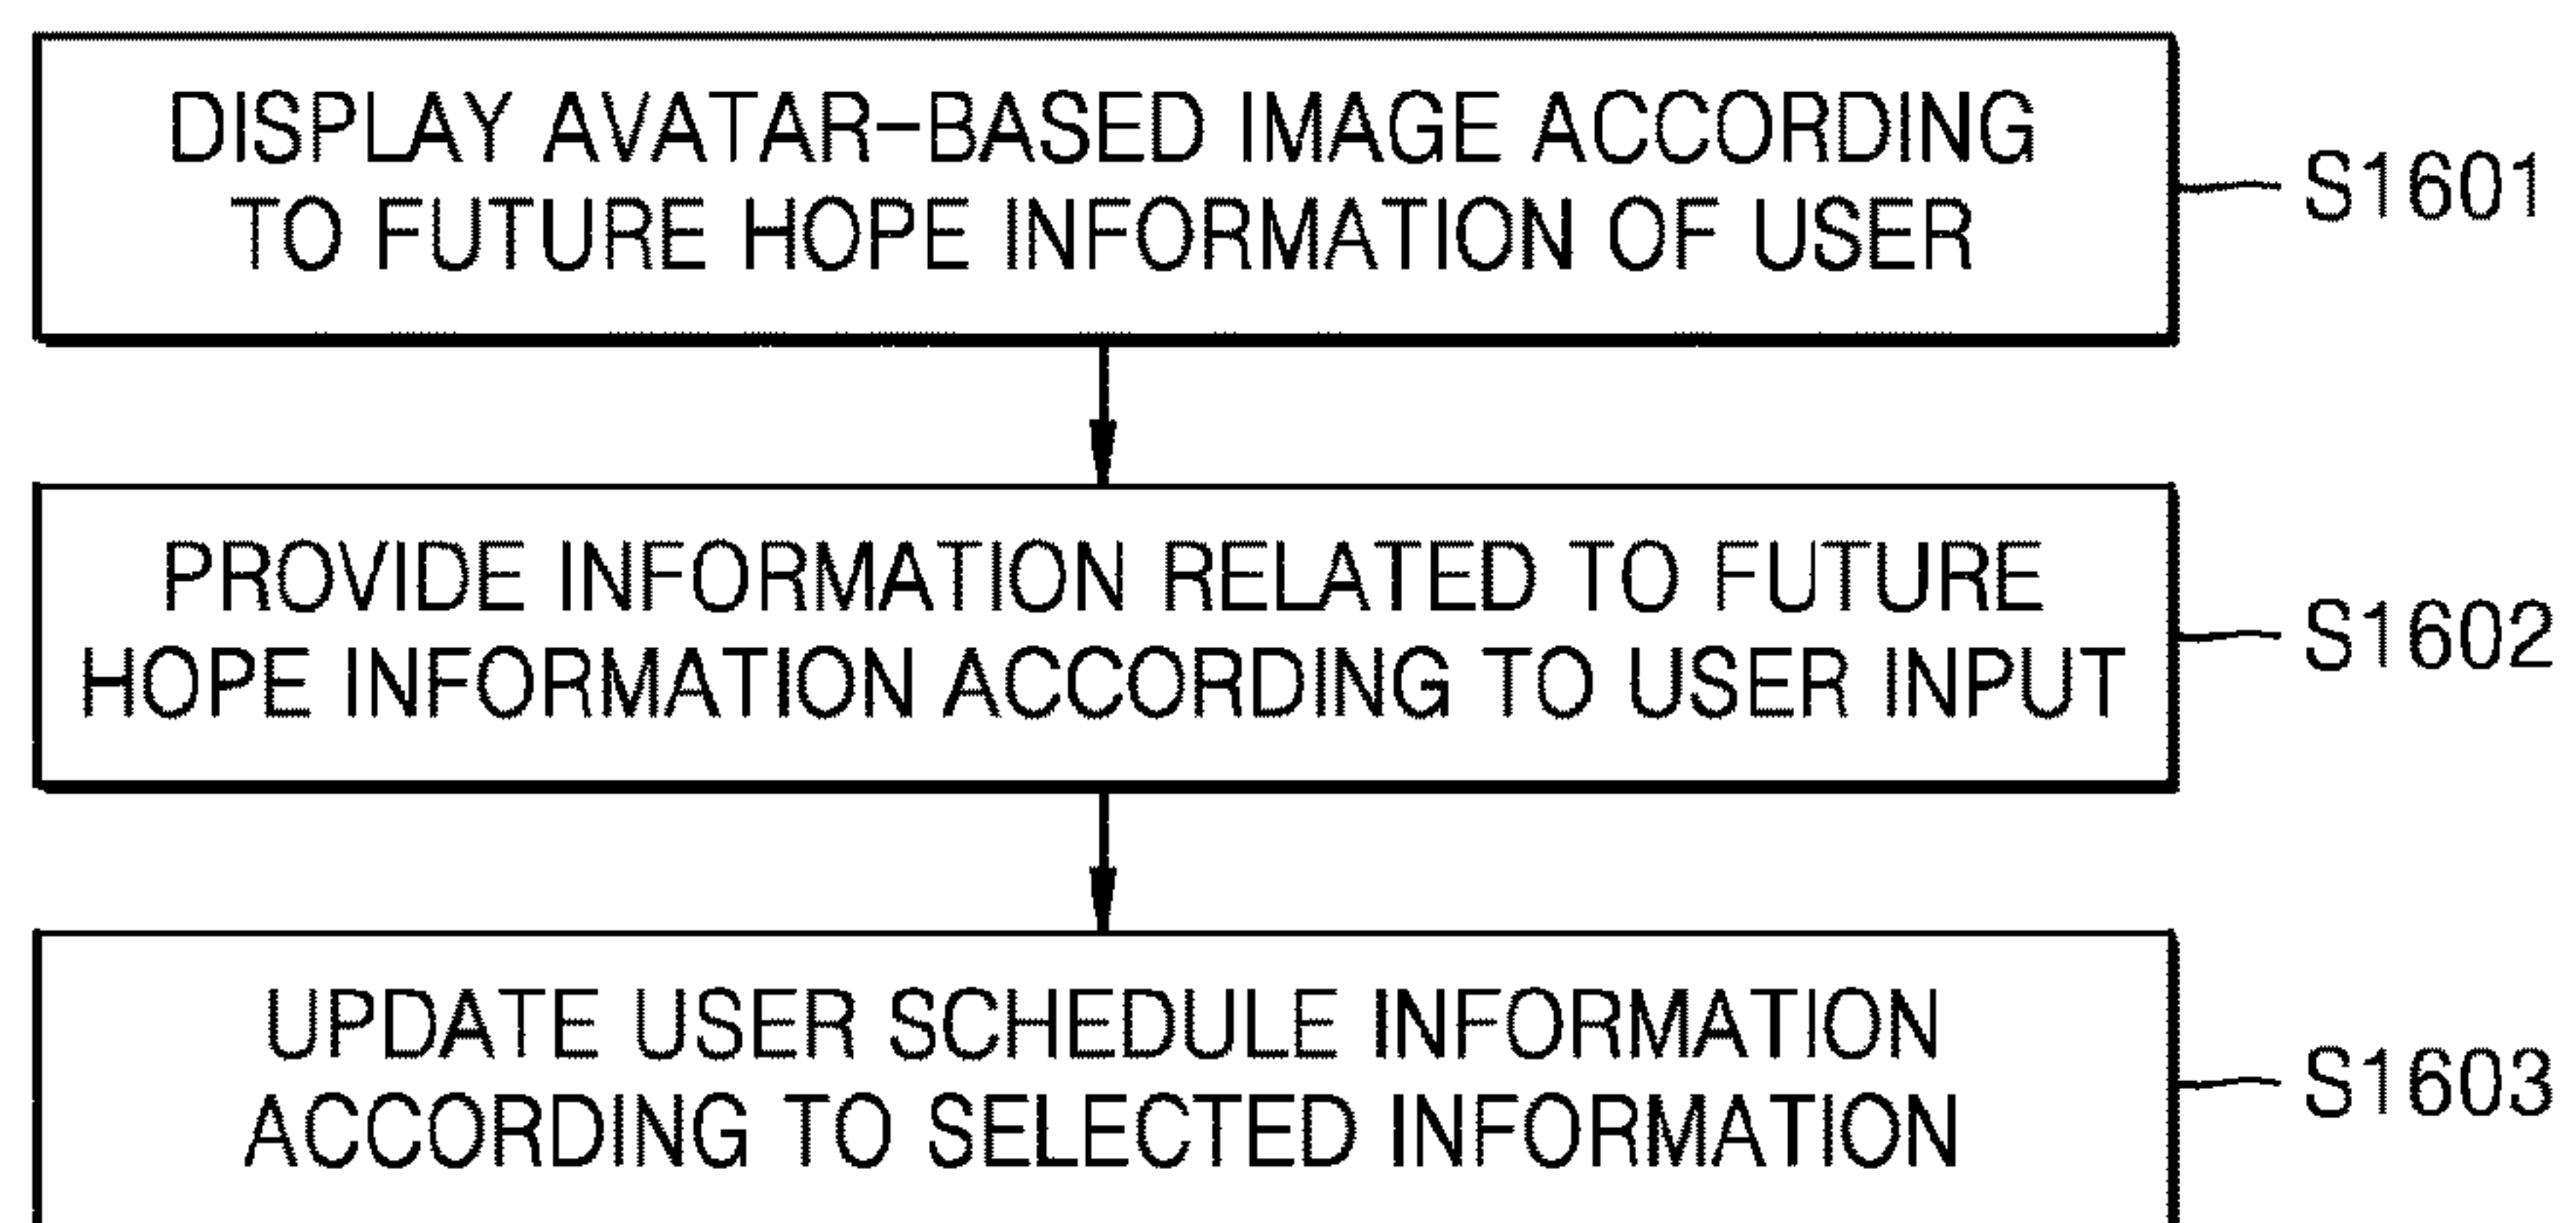 DISPLAY AVATAR-BASED IMAGE ACCORDING
TO FUTURE HOPE INFORMATION OF USER
S1601
PROVIDE INFORMATION RELATED TO FUTURE
HOPE INFORMATION ACCORDING TO USER INPUT
S1602
UPDATE USER SCHEDULE INFORMATION
ACCORDING TO SELECTED INFORMATION
S1603